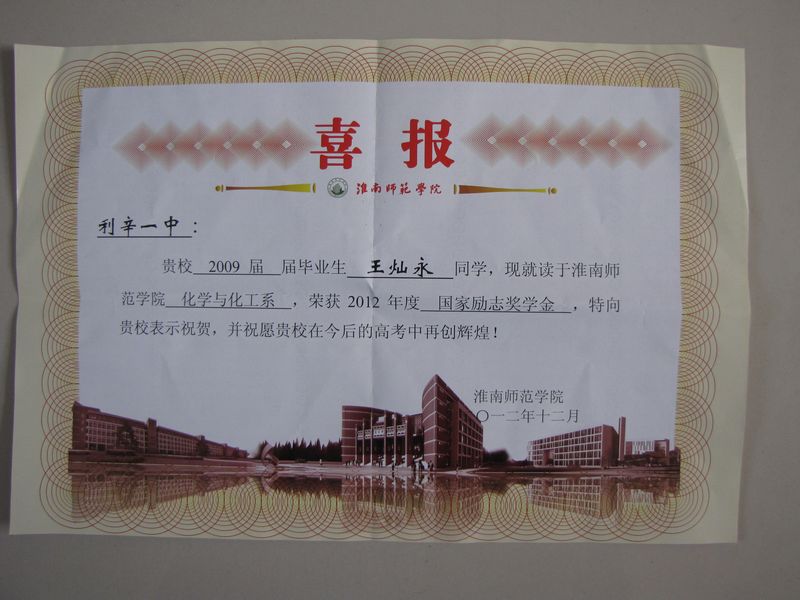 喜报
淮南师范学院
利辛一中：
贵校 2009 届 届毕业生 王灿永 同学，现就读于淮南师
范学院 化学与化工系 ，荣获 2012 年度 国家励志奖学金 ，特向
贵校表示祝贺，并祝愿贵校在今后的高考中再创辉煌！
淮南师范学院
〇一二年十二月